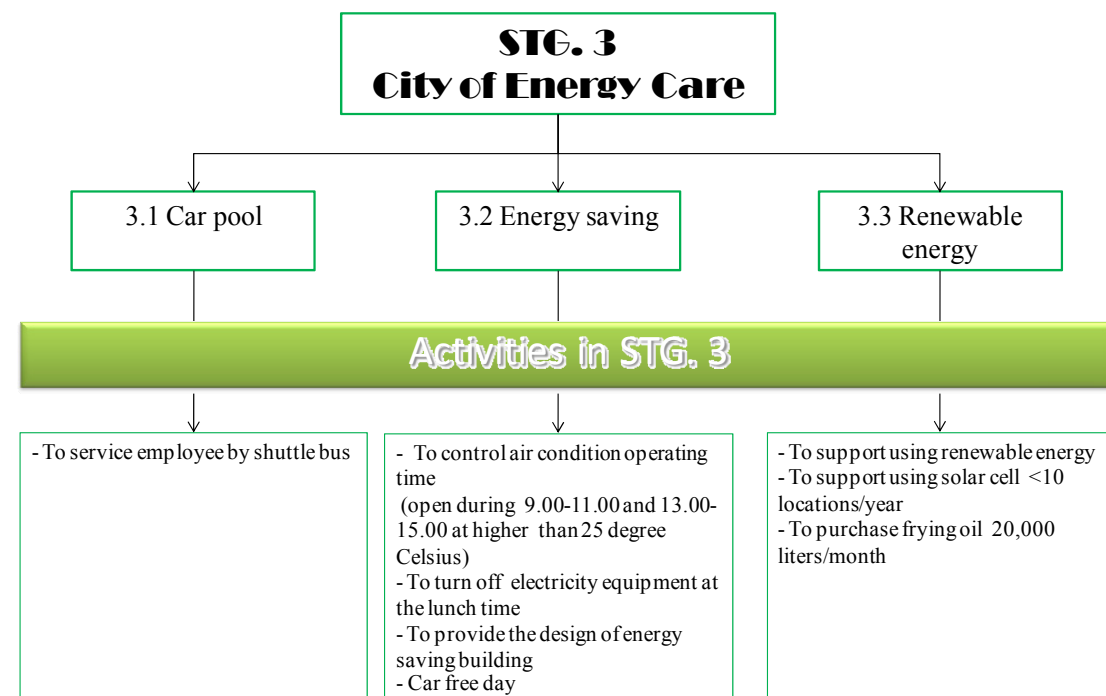 STG. 3
City of Energy Care
3.1 Car pool
3.2 Energy saving
3.3 Renewable
energy
Activities in STG. 3
- To service employee by shuttle bus
- To control air condition operating
time
(open during 9.00-11.00 and 13.00-
15.00 at higher than 25 degree
Celsius)
- To turn off electricity equipment at
the lunch time
- To provide the design of energy
saving building
- Car free day
- To support using renewable energy
- To support using solar cell <10
locations/year
- To purchase frying oil 20,000
liters/month